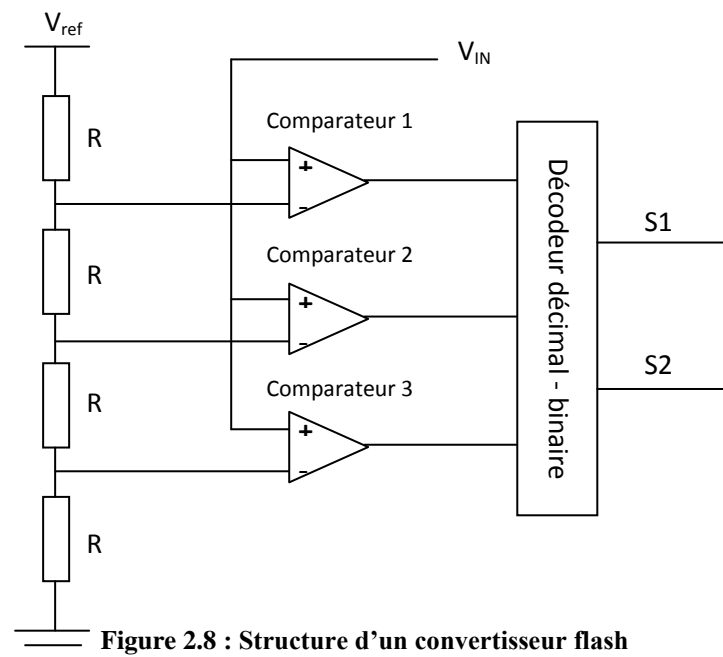 Vref
VIN
Comparateur 1
R
+
-
Comparateur 2
R
+
-
Comparateur 3
R
+
-
R
Décodeur décimal - binaire
S1
S2
Figure 2.8 : Structure d’un convertisseur flash